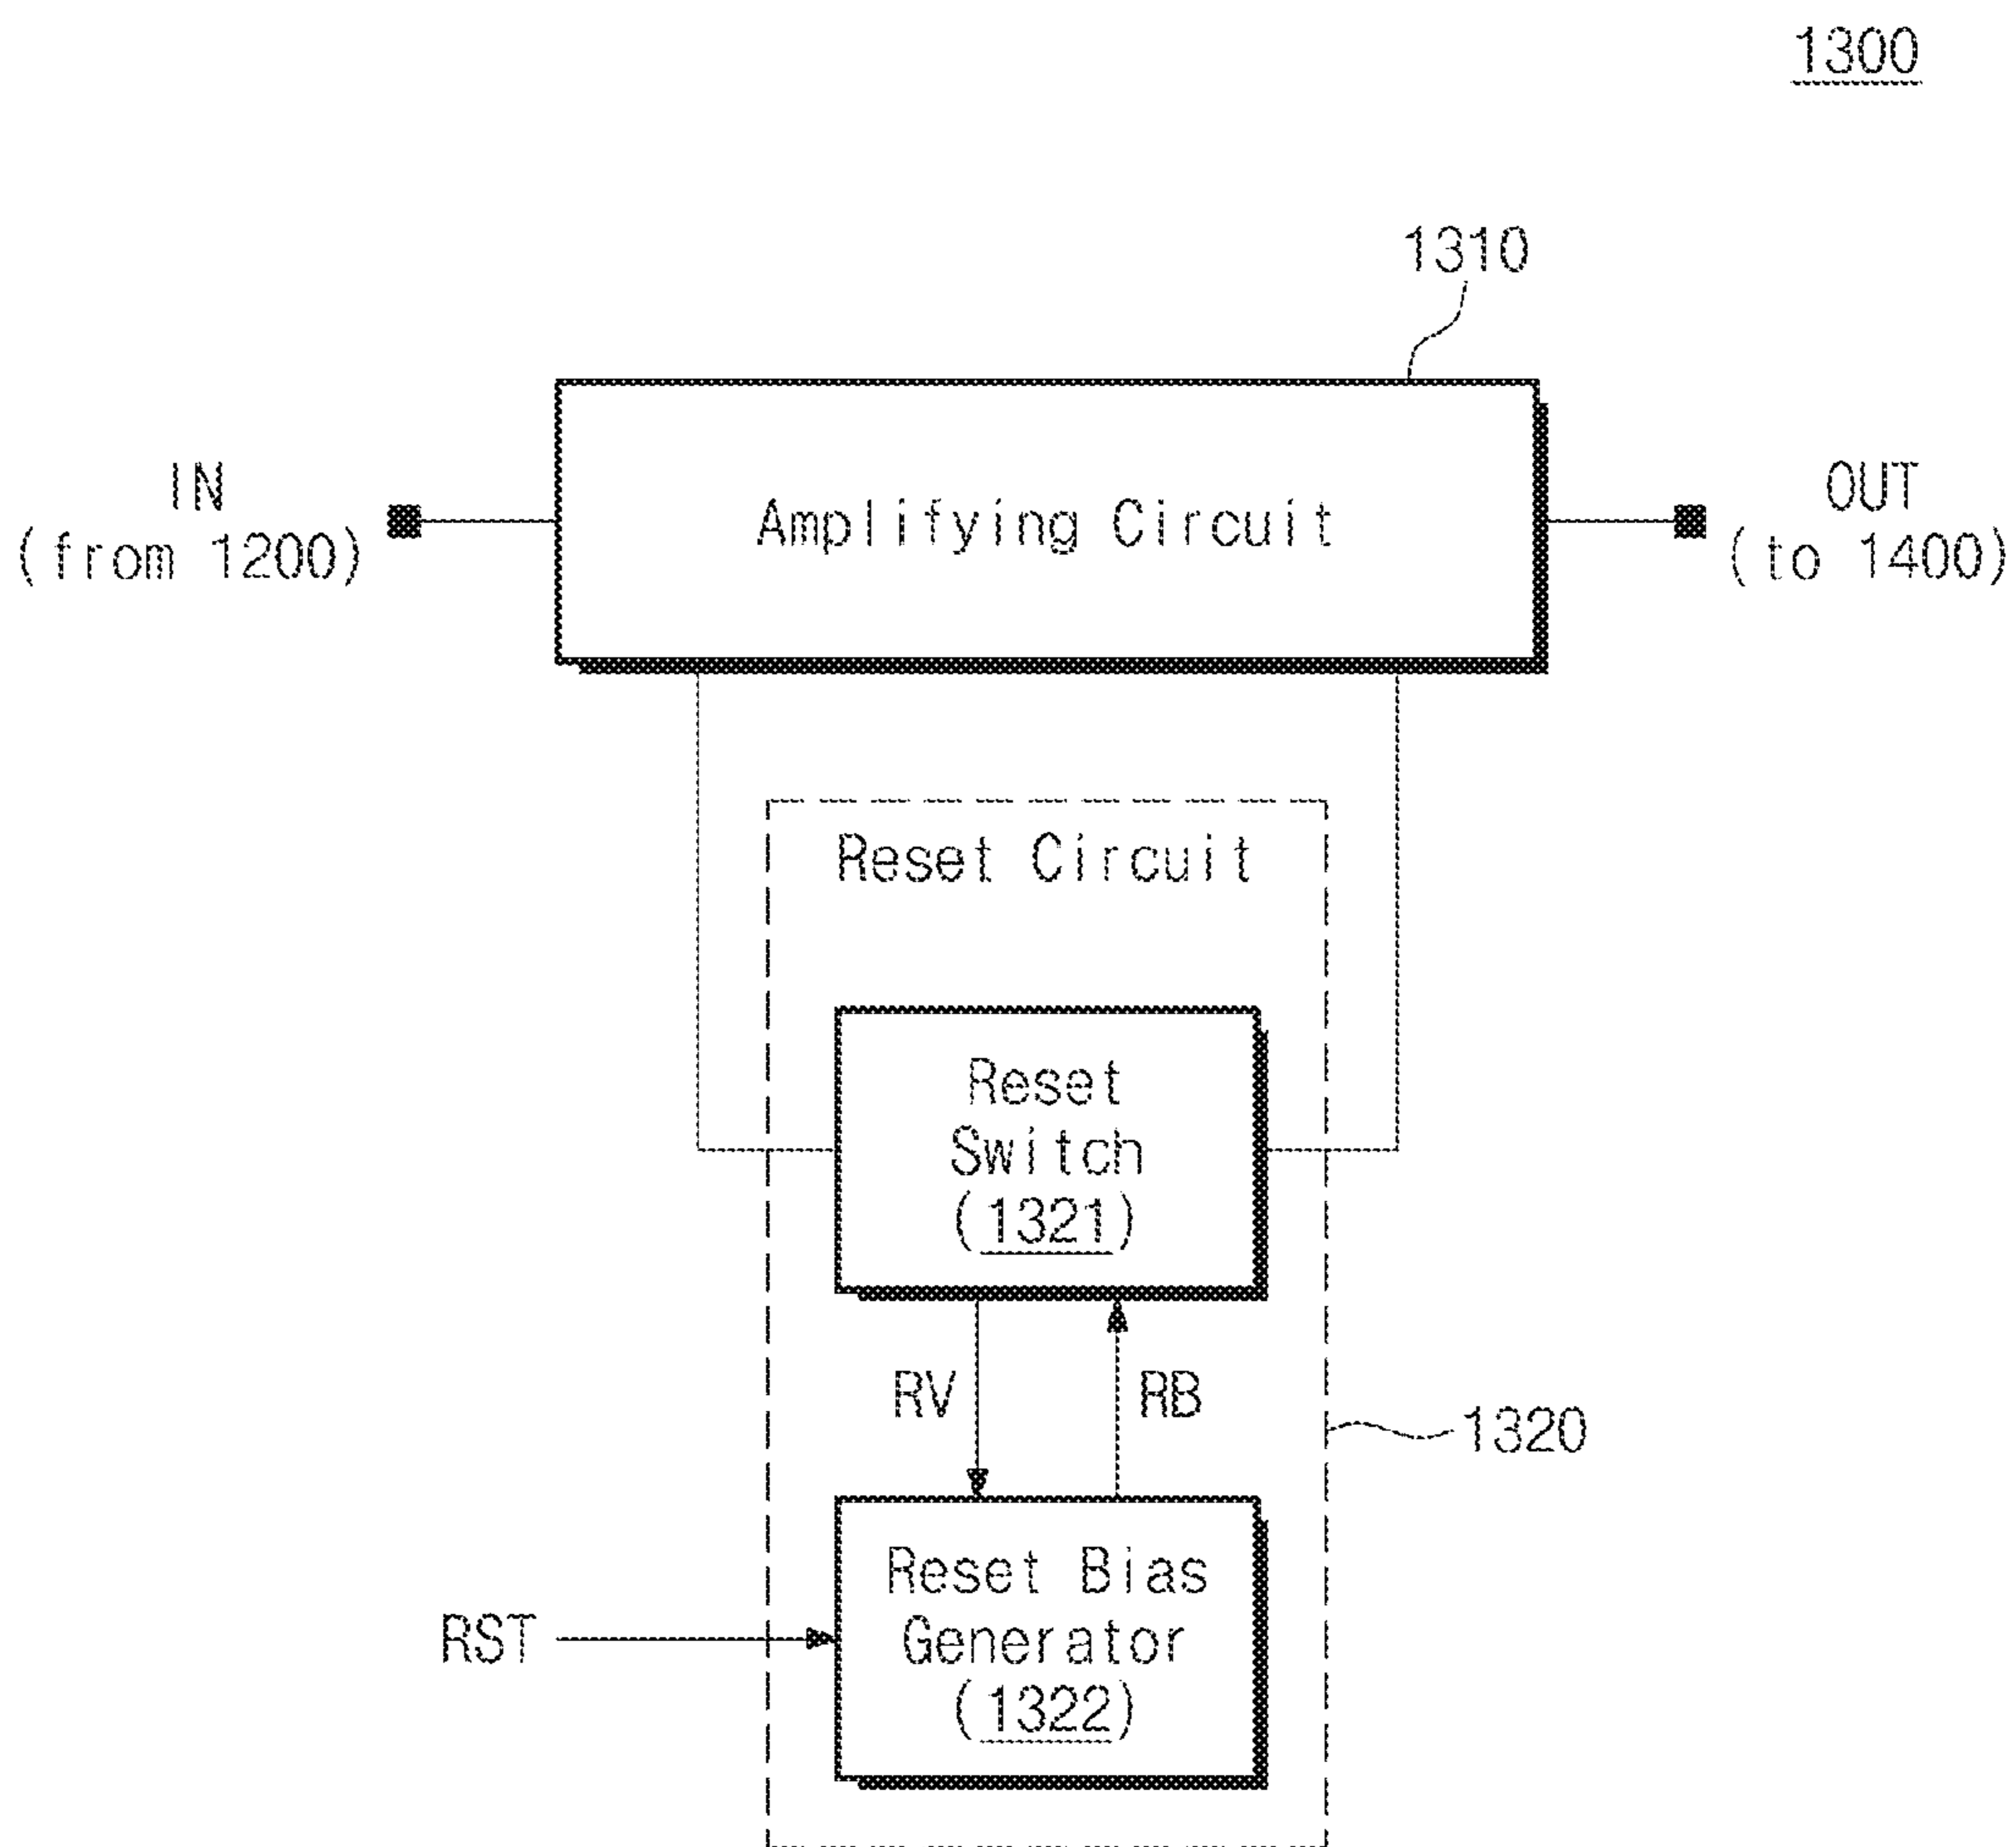 1300
1310
IN
(from 1200)
Amplifying Circuit
OUT
(to 1400)
Reset Circuit
Reset
Switch
(1321)
RV
RB
1320
RST
Reset Bias
Generator
(1322)